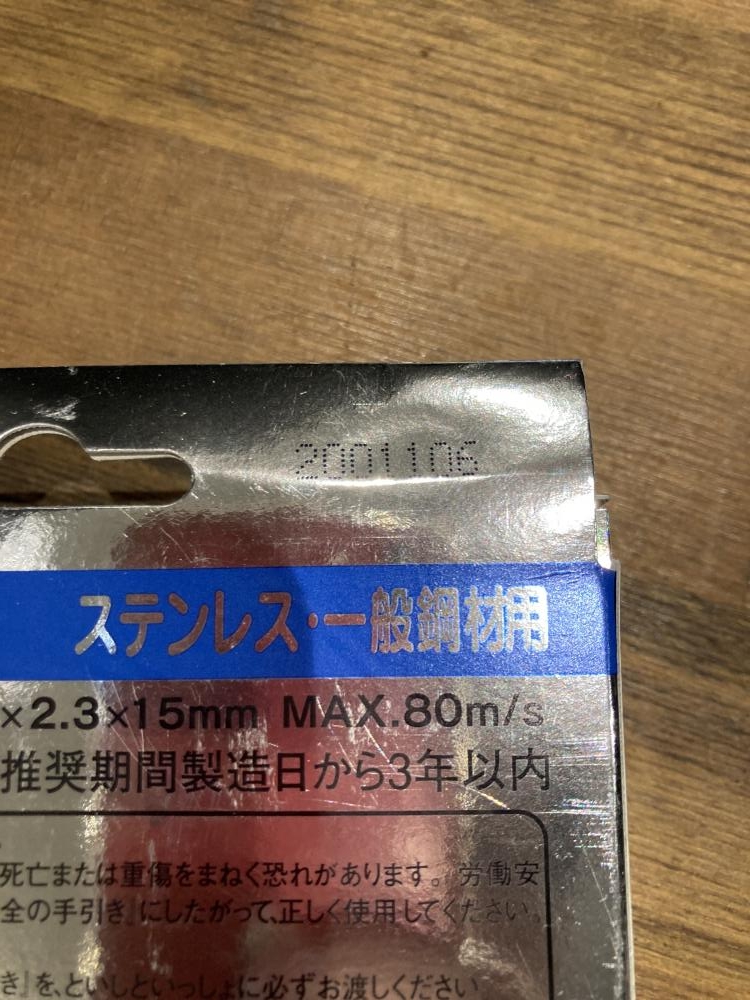 2001106
ステンレス・一般鋼材用
×2.3×15mm MAX.80m/s
推奨期間製造日から3年以内
死亡または重傷をまねく恐れがあります。労働安
全の手引き』にしたがって、正しく使用してください。
き』を、といしといっしょに必ずお渡しください